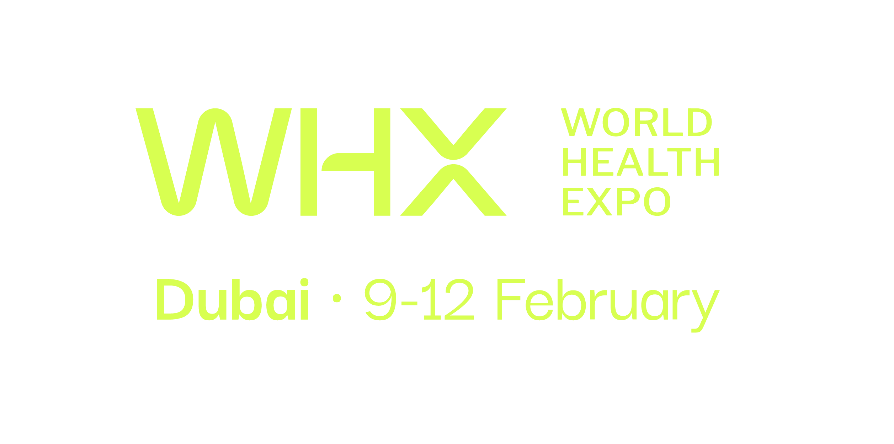 WHX
WORLD
HEALTH
EXPO
Dubai · 9-12 February